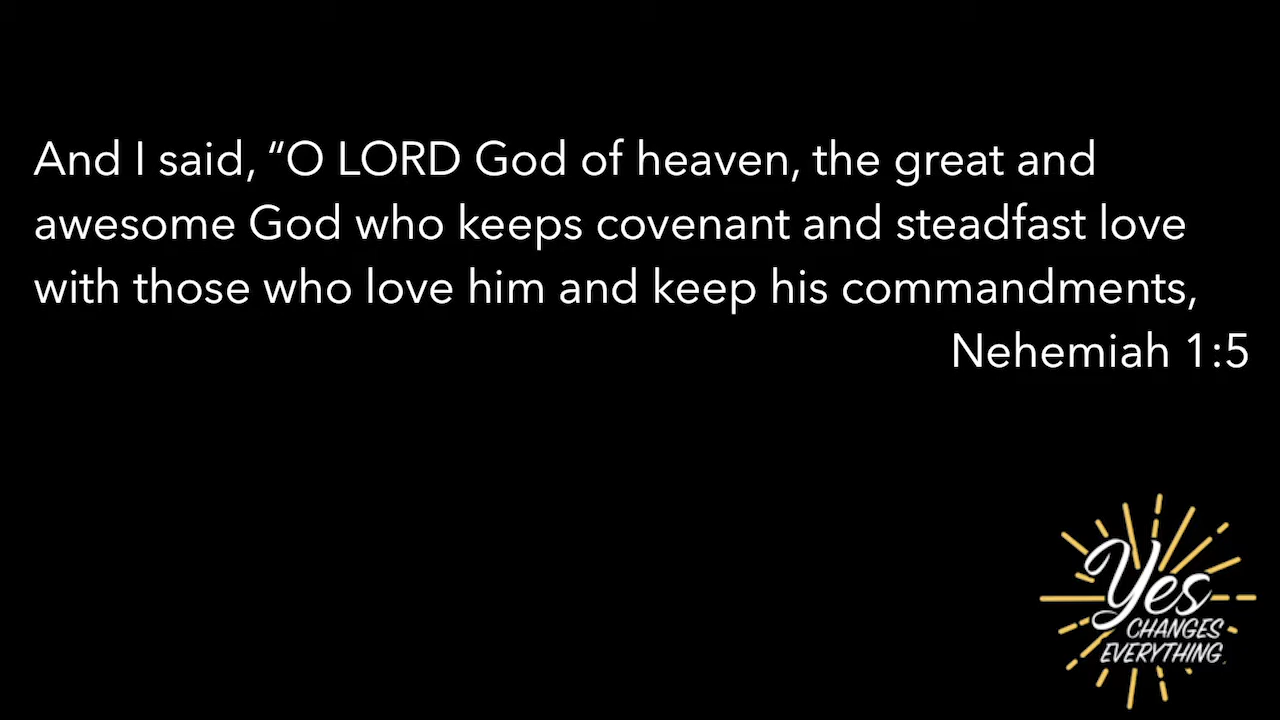 And I said, “O LORD God of heaven, the great and
awesome God who keeps covenant and steadfast love
with those who love him and keep his commandments,
Nehemiah 1:5
Yes
CHANGES
EVERYTHING.